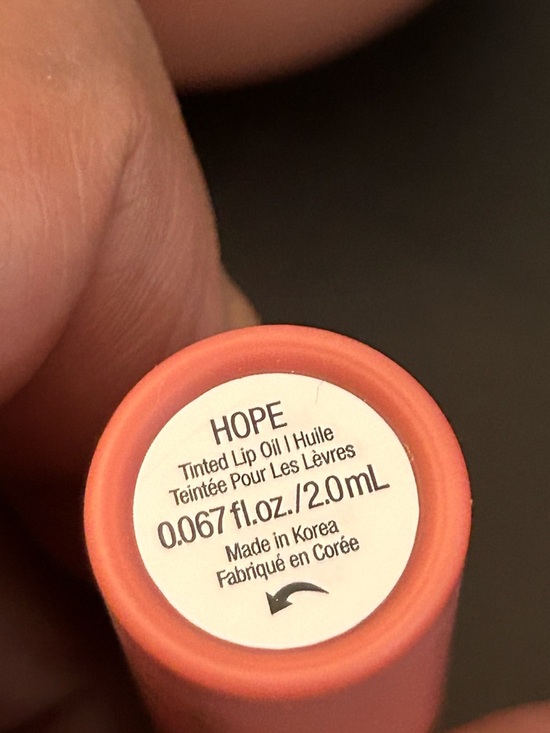 HOPE
Tinted Lip Oil | Huile
Teintée Pour Les Lèvres
0.067 fl.oz./2.0mL
Made in Korea
Fabriqué en Corée